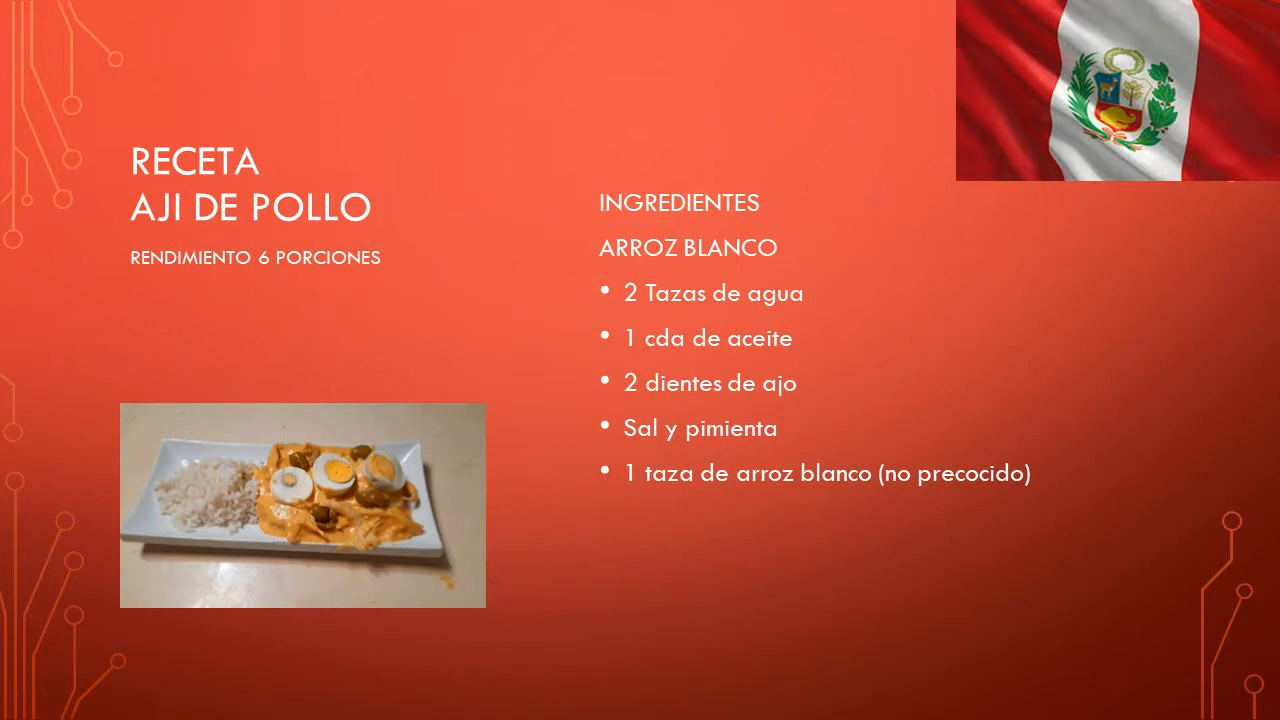 RECETA
AJI DE POLLO
RENDIMIENTO 6 PORCIONES
INGREDIENTES
ARROZ BLANCO
• 2 Tazas de agua
• 1 cda de aceite
• 2 dientes de ajo
• Sal y pimienta
• 1 taza de arroz blanco (no precocido)